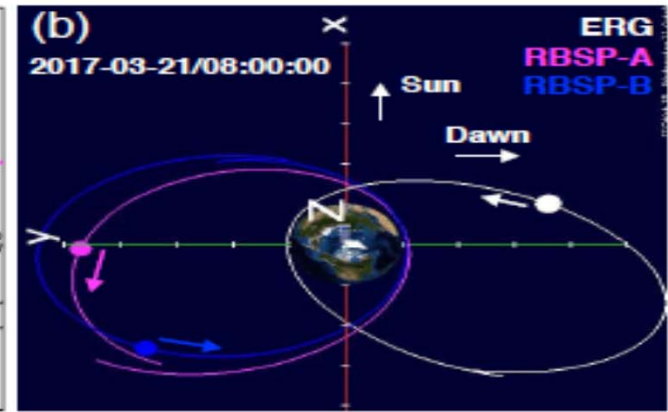 (b)
X
ERG
2017-03-21/08:00:00
RBSP-A
RBSP-B
Sun
Dawn
Z
y